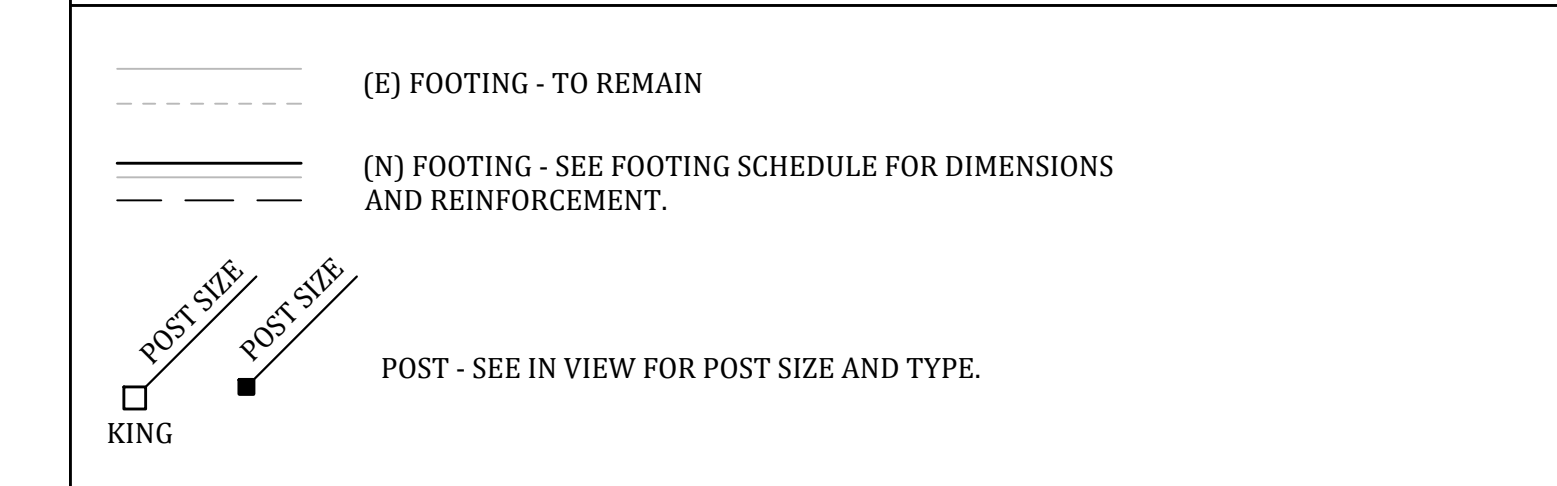 (E) FOOTING - TO REMAIN
(N) FOOTING - SEE FOOTING SCHEDULE FOR DIMENSIONS
AND REINFORCEMENT.
POST SIZE
POST SIZE
POST - SEE IN VIEW FOR POST SIZE AND TYPE.
KING